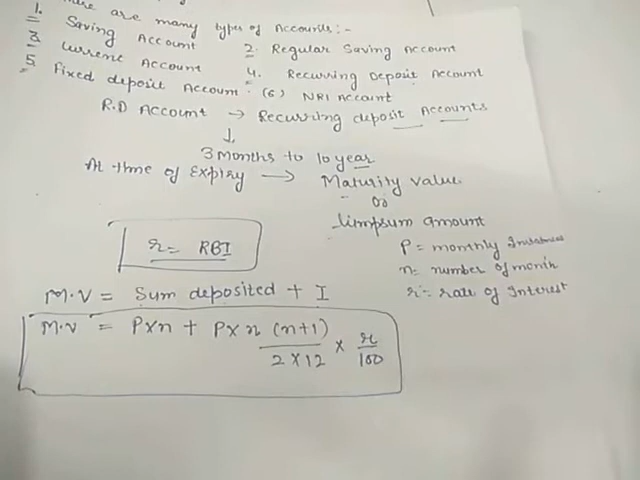 are many types of Accounts:-
1. Saving Account 2. Regular Saving Account
3. Current Account 4. Recurring Deposit Account
5. Fixed deposit Account. (6) NRI Account
R.D Account → Recurring deposit Accounts
↓
3 Months to 10 year
At time of Expiry → Maturity value
or
limpsum amount
r = RBI
P = monthly
n = number of month
r = rate of Interest
M.V = Sum deposited + I
M.V = P×n + P×n (n+1)/2×12 × r/100